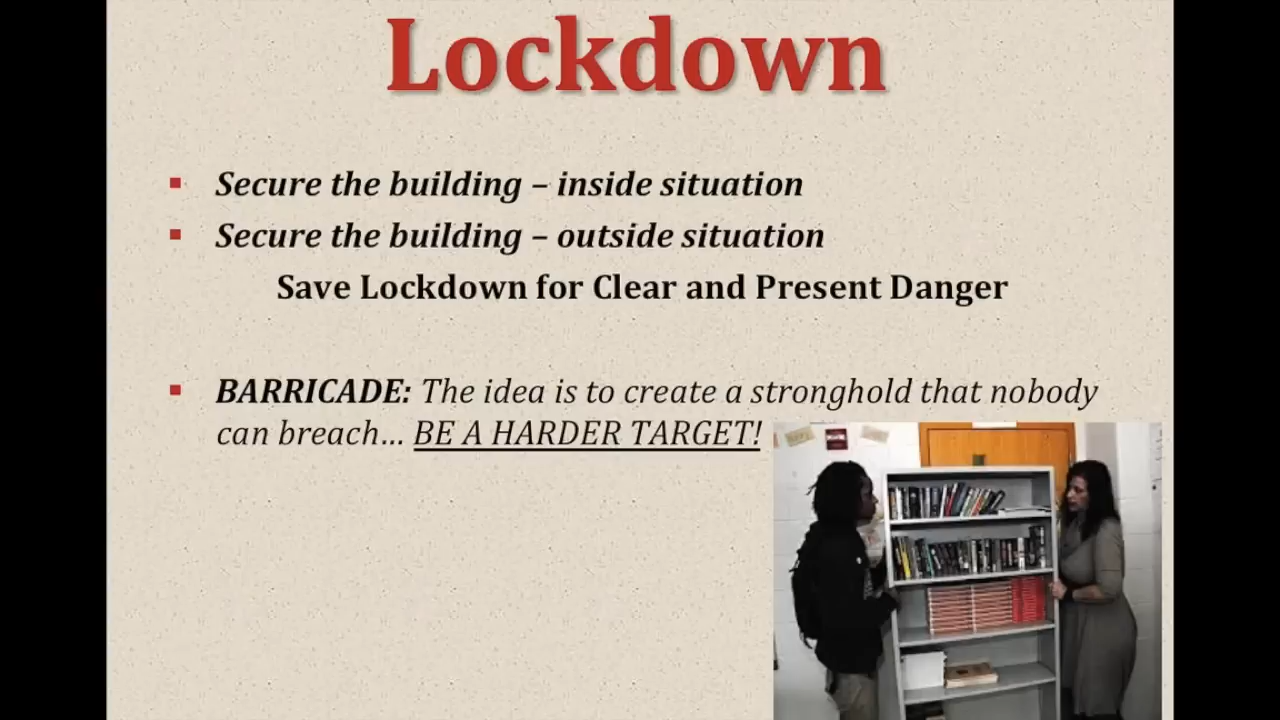 Lockdown
Secure the building – inside situation
Secure the building – outside situation
Save Lockdown for Clear and Present Danger
BARRICADE: The idea is to create a stronghold that nobody
can breach... BE A HARDER TARGET!